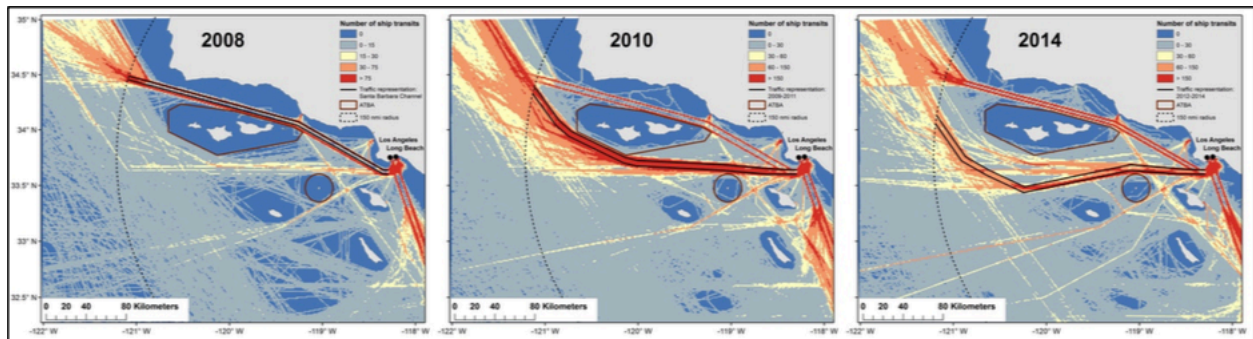 2008
Number of ship transits
0
0 - 15
15 - 30
30 - 75
> 75
Traffic representation:
Santa Barbara Channel
ATBA
150 nmi radius
Los Angeles
Long Beach
35° N
34.5° N
34° N
33.5° N
33° N
32.5° N
0 20 40 80 Kilometers
-122° W
-121° W
-120° W
-119° W
-118° W
2010
Number of ship transits
0
0 - 30
30 - 60
60 - 150
> 150
Traffic representation:
2009-2011
ATBA
150 nmi radius
Los Angeles
Long Beach
0 20 40 80 Kilometers
-122° W
-121° W
-120° W
-119° W
-118° W
2014
Number of ship transits
0
0 - 30
30 - 60
60 - 150
> 150
Traffic representation:
2012-2014
ATBA
150 nmi radius
Los Angeles
Long Beach
0 20 40 80 Kilometers
-122° W
-121° W
-120° W
-119° W
-118° W